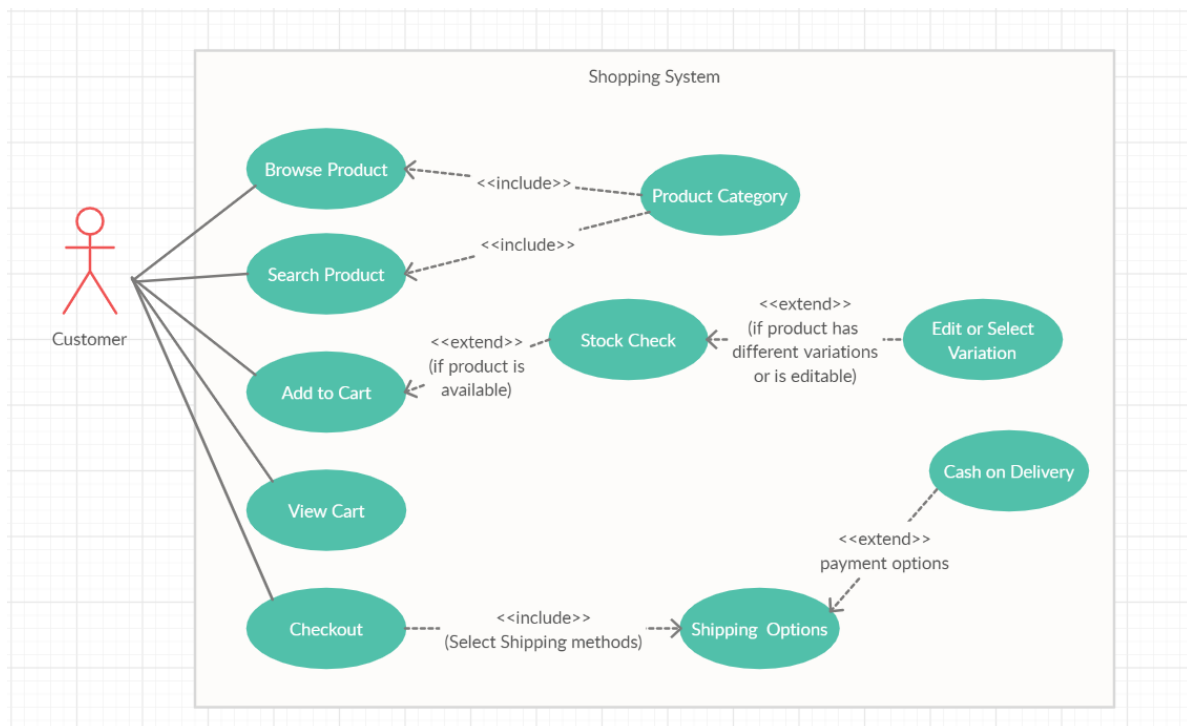 Shopping System
Browse Product
<<include>>
Product Category
<<include>>
Search Product
Customer
<<extend>>
(if product is
available)
Stock Check
<<extend>>
(if product has
different variations
or is editable)
Edit or Select
Variation
Add to Cart
Cash on Delivery
View Cart
<<extend>>
payment options
Checkout
<<include>>
(Select Shipping methods)
Shipping Options